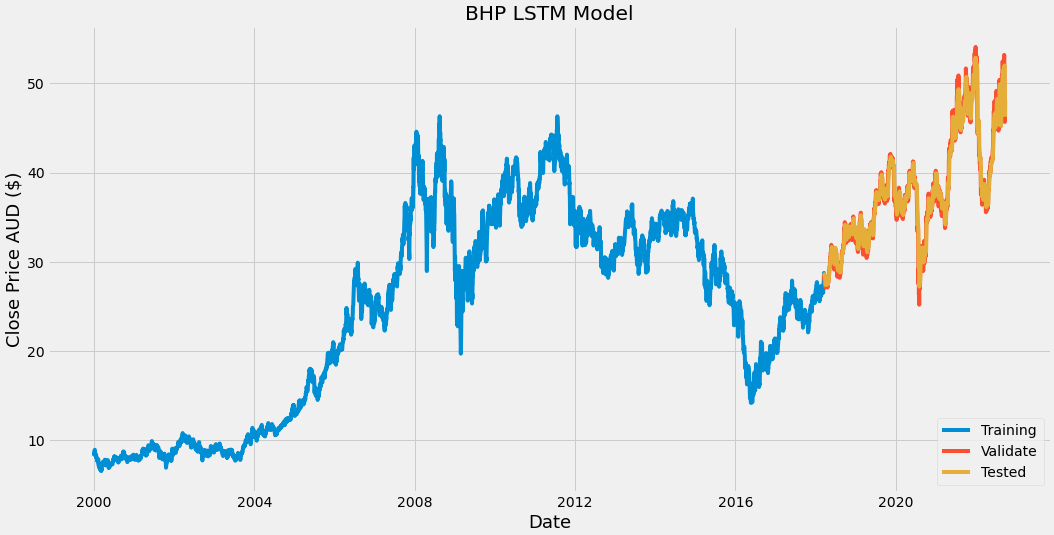 BHP LSTM Model
Close Price AUD ($)
50
40
30
20
10
2000 2004 2008 2012 2016 2020
Date
Training
Validate
Tested